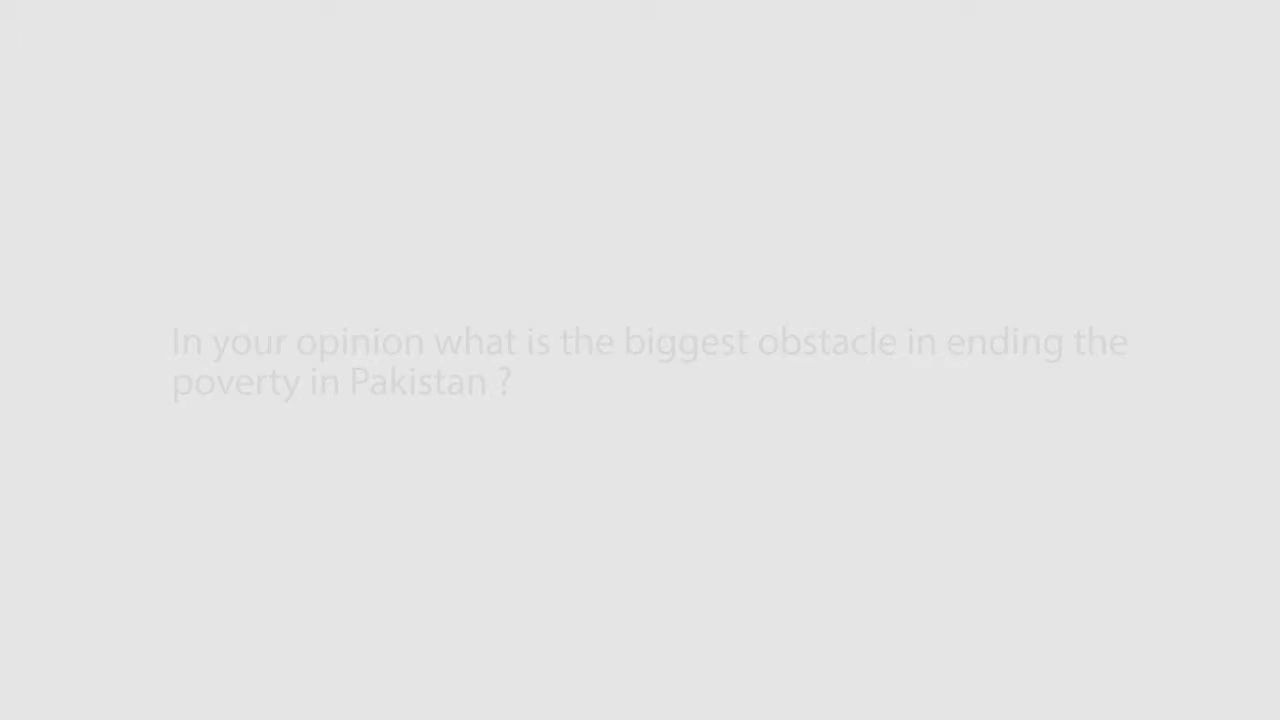 In your opinion what is the biggest obstacle in ending the
poverty in Pakistan ?